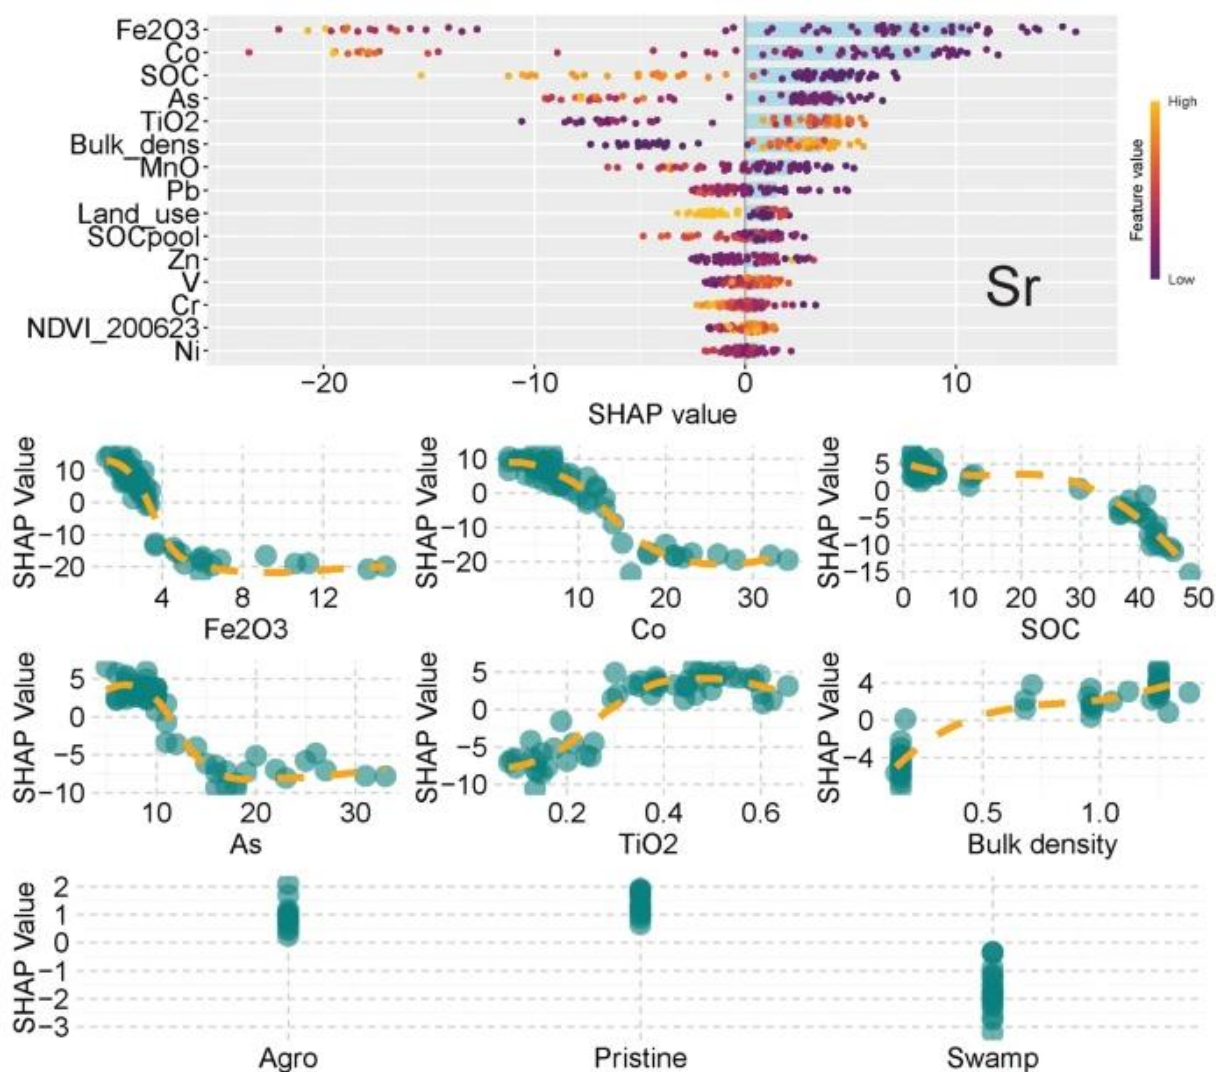 Fe2O3
Co
SOC
As
TiO2
Bulk_dens
MnO
Pb
Land_use
SOCpool
Zn
V
Cr
NDVI_200623
Ni
High
Feature value
Low
Sr
−20 −10 0 10
SHAP value
SHAP Value
10
0
−10
−20
4 8 12
Fe2O3
SHAP Value
10
0
−10
−20
10 20 30
Co
SHAP Value
5
0
−5
−10
−15
0 10 20 30 40 50
SOC
SHAP Value
5
0
−5
−10
10 20 30
As
SHAP Value
5
0
−5
−10
0.2 0.4 0.6
TiO2
SHAP Value
4
0
−4
0.5 1.0
Bulk density
SHAP Value
2
1
0
−1
−2
−3
Agro Pristine Swamp